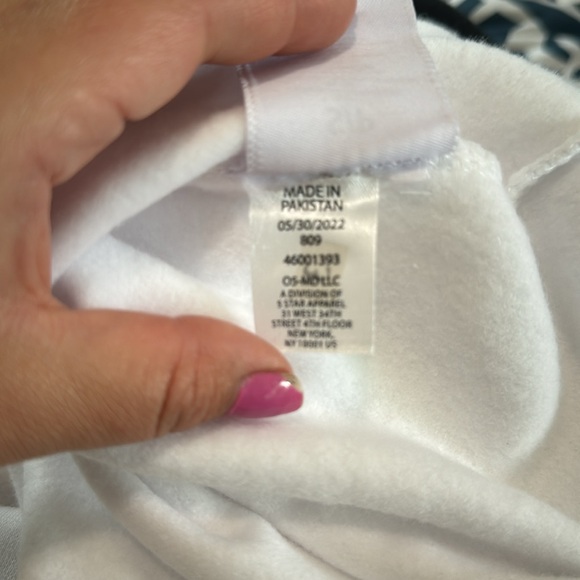 MADE IN
PAKISTAN
05/30/2022
809
46001393
OS-MD LLC
A DIVISION OF
5 STAR APPAREL
31 WEST 34TH
STREET 4TH FLOOR
NEW YORK,
NY 10001 US